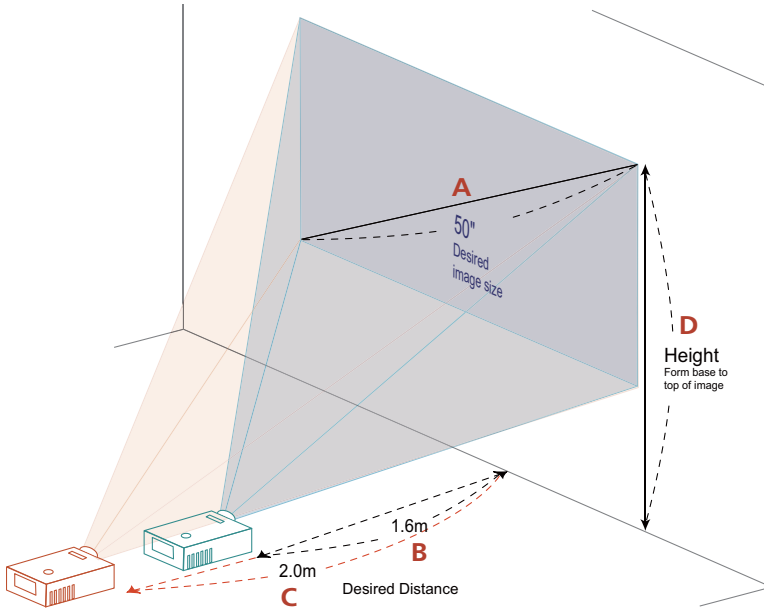 A
50"
Desired
image size
D
Height
Form base to
top of image
1.6m
B
2.0m
C
Desired Distance